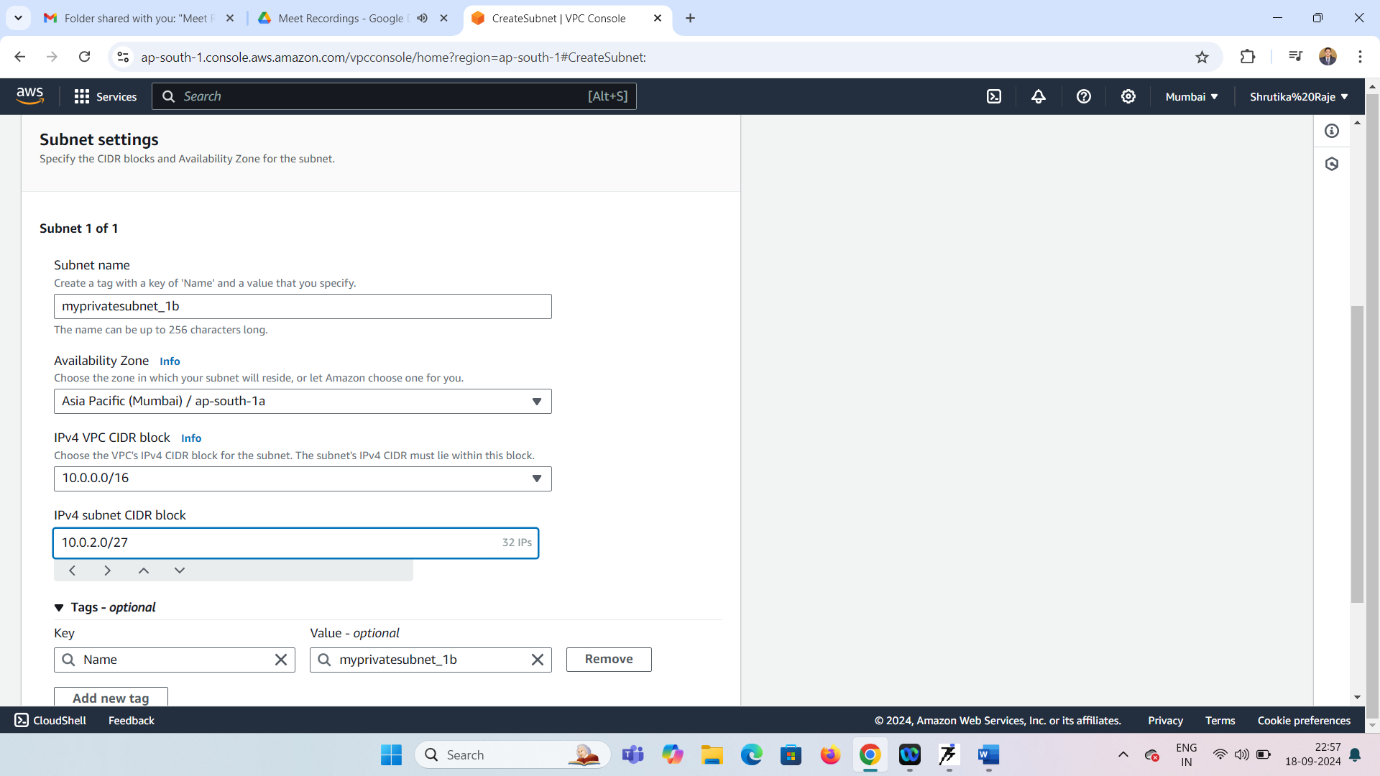 Folder shared with you: "Meet R
Meet Recordings - Google D
CreateSubnet | VPC Console
ap-south-1.console.aws.amazon.com/vpcconsole/home?region=ap-south-1#CreateSubnet:
aws
Services
Search
[Alt+S]
Mumbai
Shrutika%20Raje
Subnet settings
Specify the CIDR blocks and Availability Zone for the subnet.
Subnet 1 of 1
Subnet name
Create a tag with a key of 'Name' and a value that you specify.
myprivatesubnet_1b
The name can be up to 256 characters long.
Availability Zone Info
Choose the zone in which your subnet will reside, or let Amazon choose one for you.
Asia Pacific (Mumbai) / ap-south-1a
IPv4 VPC CIDR block Info
Choose the VPC's IPv4 CIDR block for the subnet. The subnet's IPv4 CIDR must lie within this block.
10.0.0.0/16
IPv4 subnet CIDR block
10.0.2.0/27
32 IPs
Tags - optional
Key
Value - optional
Name
myprivatesubnet_1b
Remove
Add new tag
CloudShell
Feedback
© 2024, Amazon Web Services, Inc. or its affiliates.
Privacy
Terms
Cookie preferences
Search
ENG
IN
22:57
18-09-2024